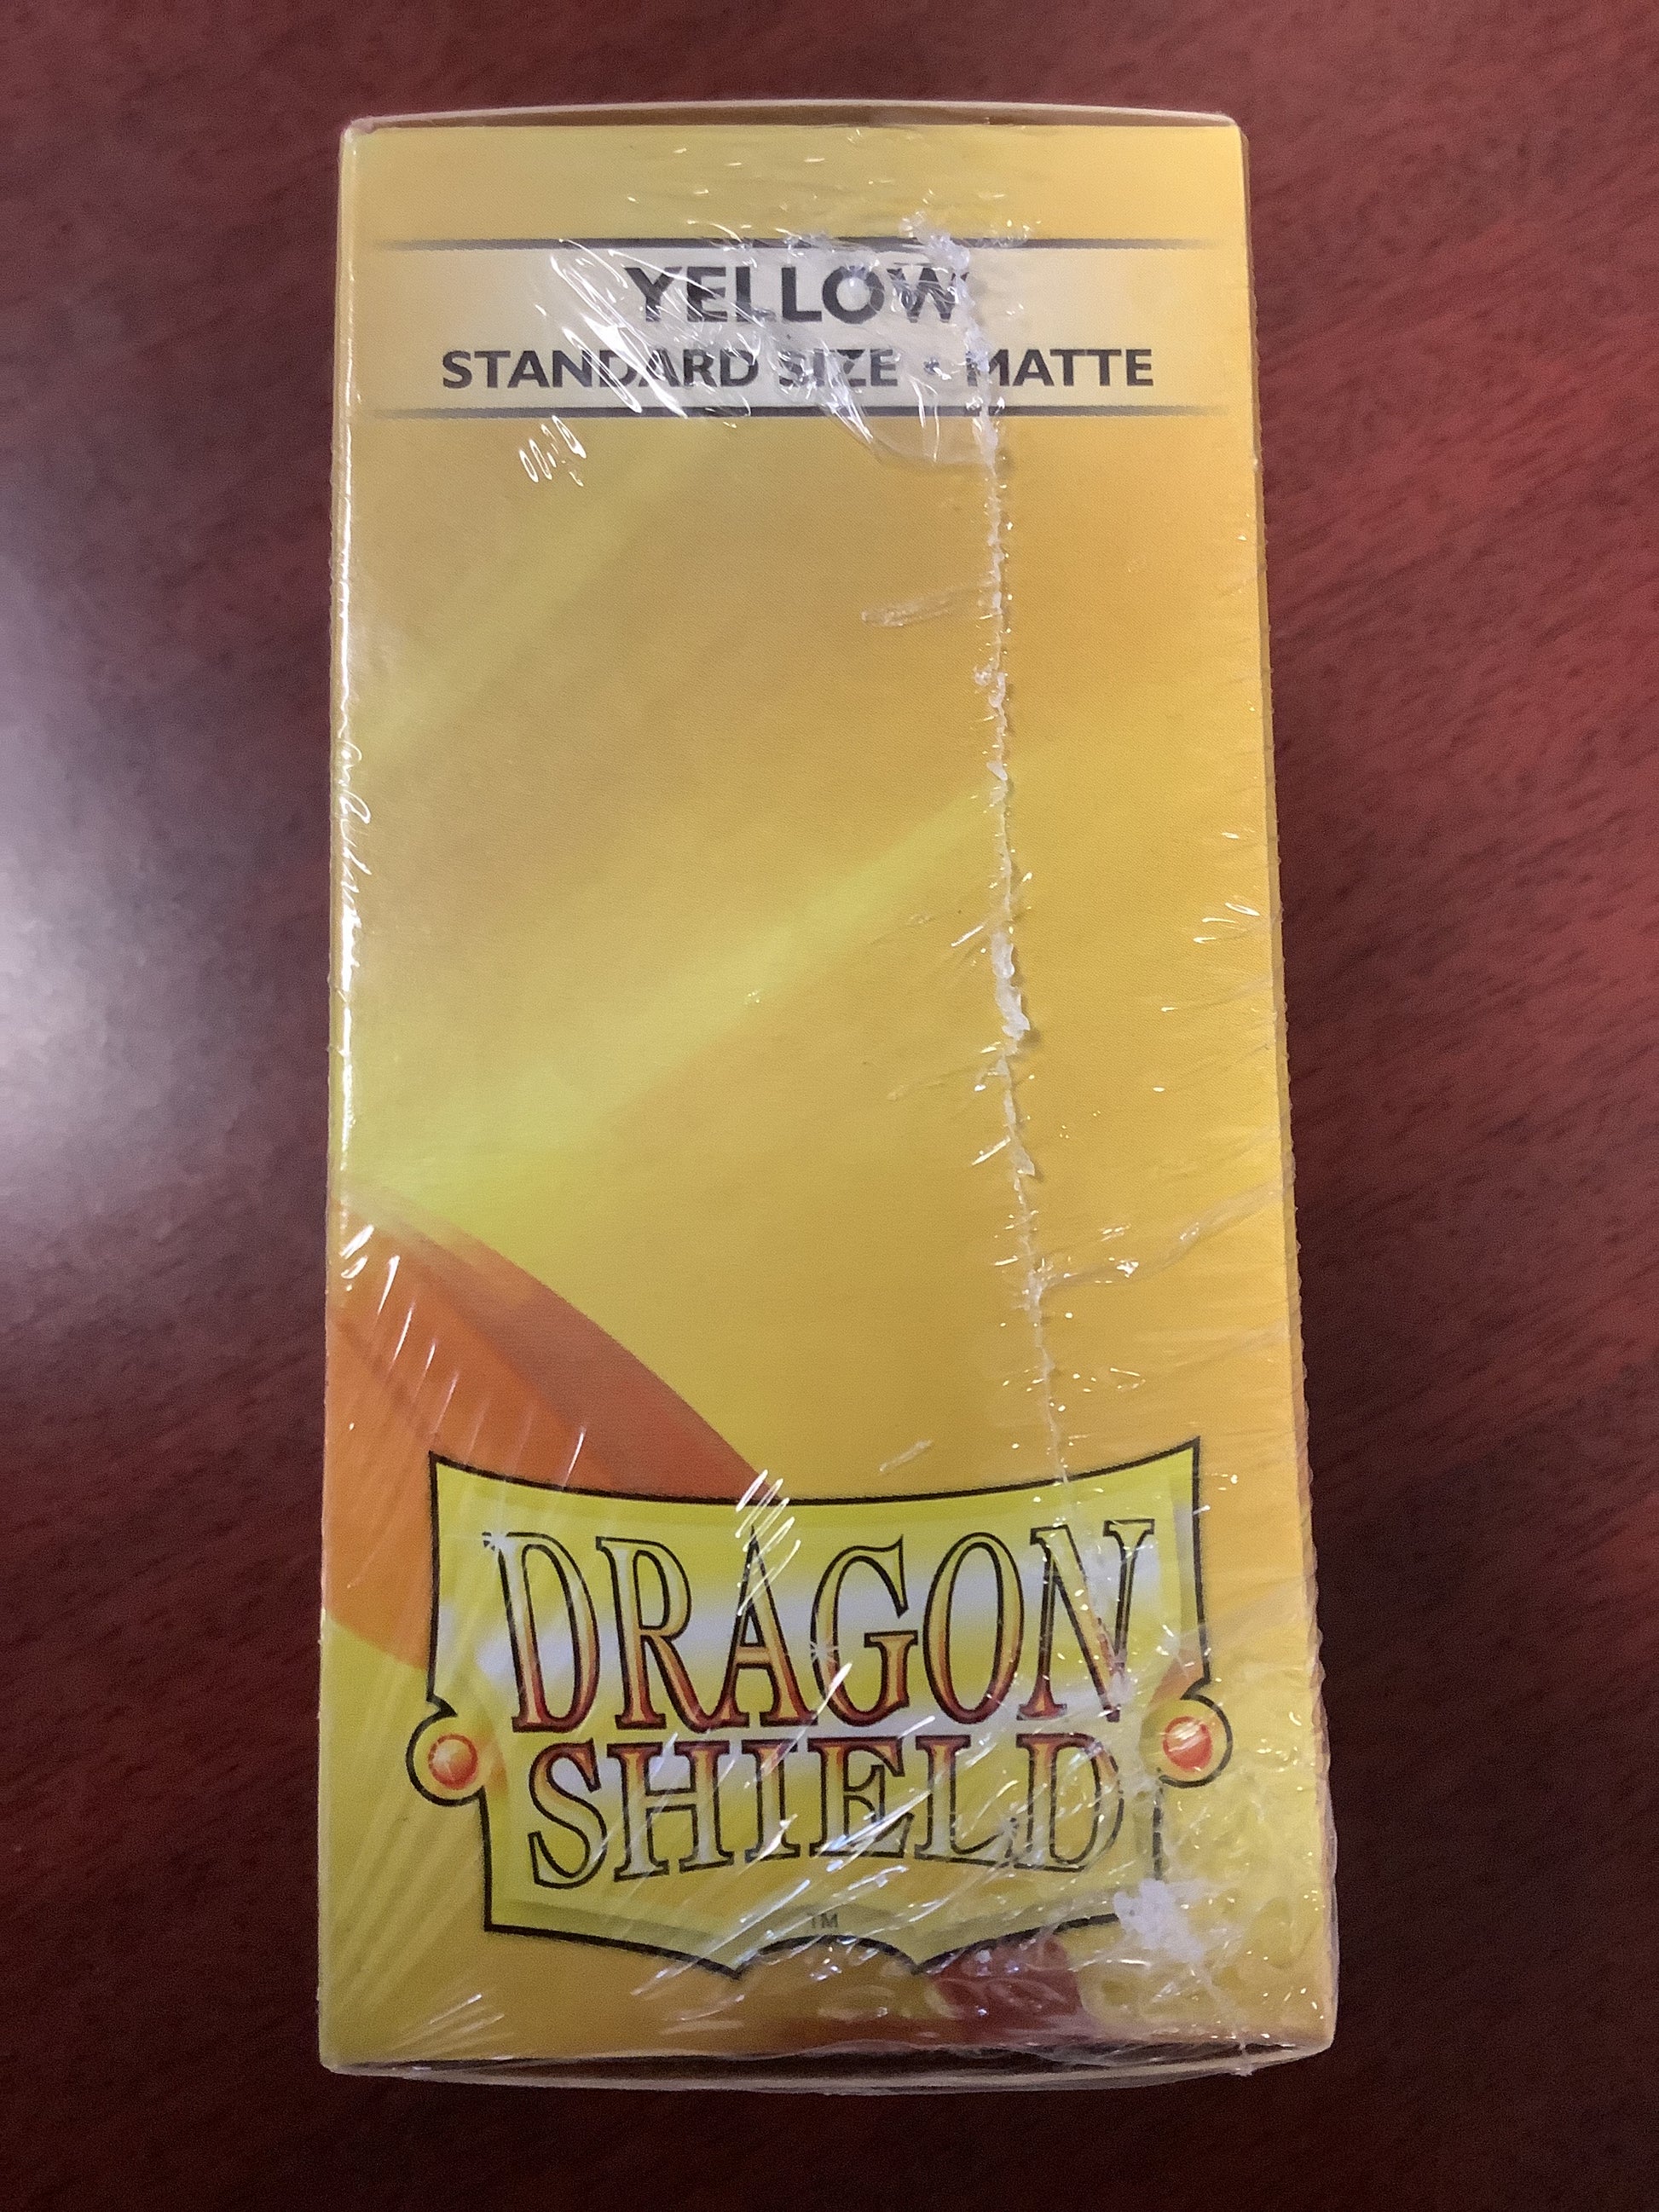 YELLOW
STANDARD SIZE • MATTE
DRAGON
SHIELD
TM